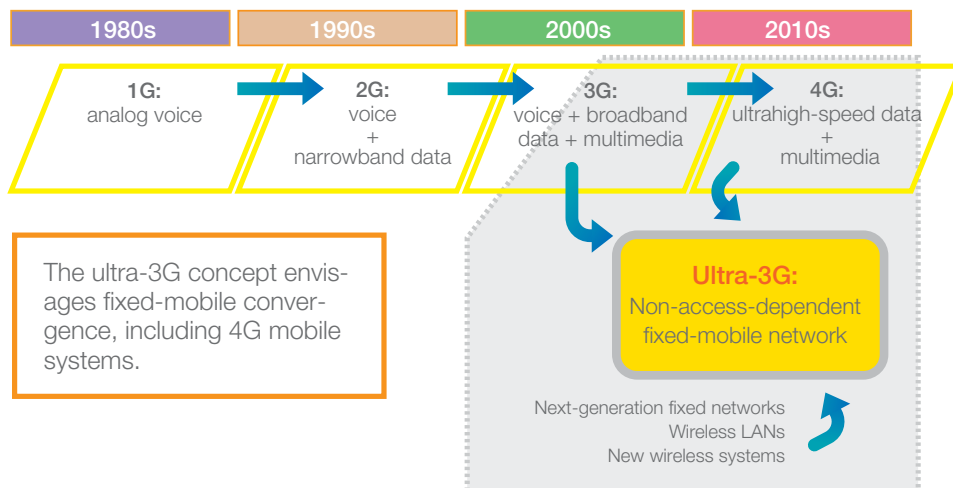 1980s
1990s
2000s
2010s
1G:
analog voice
2G:
voice
+
narrowband data
3G:
voice + broadband
data + multimedia
4G:
ultrahigh-speed data
+
multimedia
The ultra-3G concept envis-
ages fixed-mobile conver-
gence, including 4G mobile
systems.
Ultra-3G:
Non-access-dependent
fixed-mobile network
Next-generation fixed networks
Wireless LANs
New wireless systems